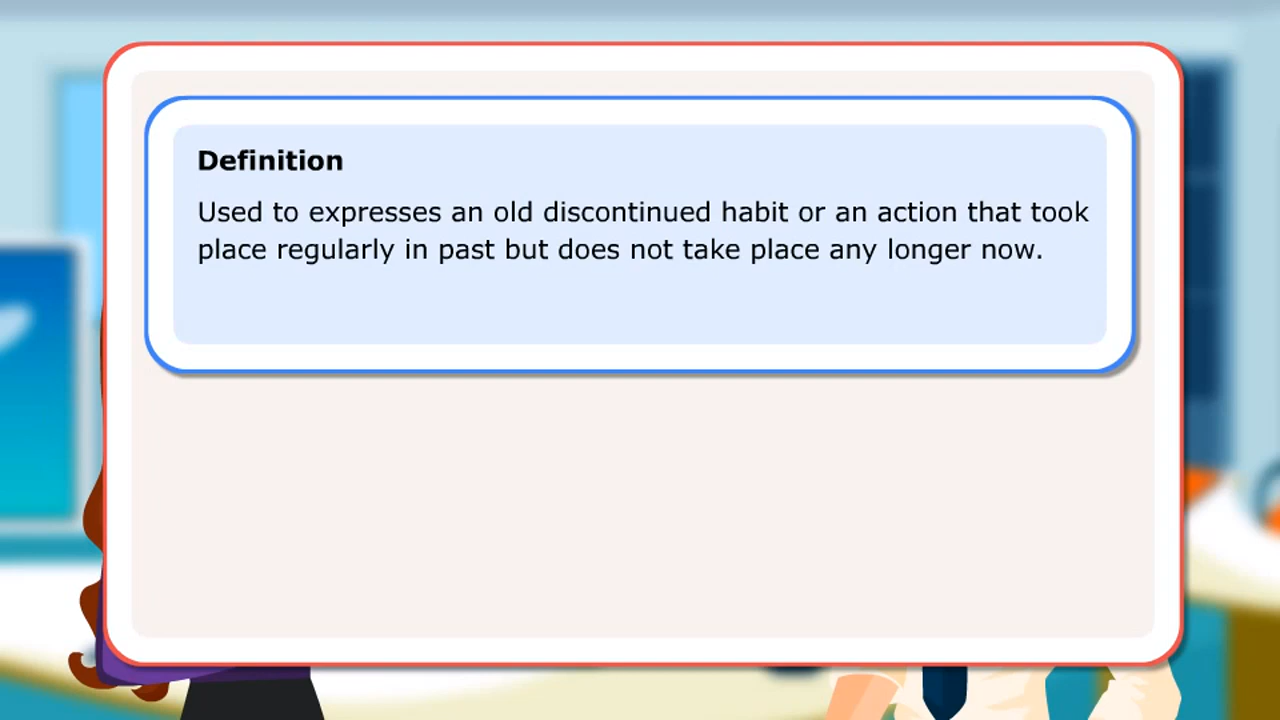 Definition
Used to expresses an old discontinued habit or an action that took
place regularly in past but does not take place any longer now.